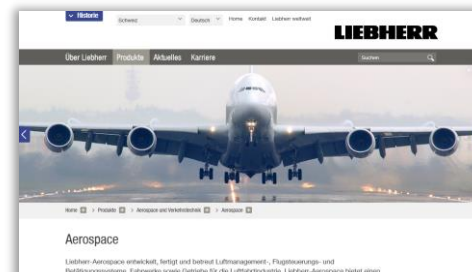 Historie
Schweiz Deutsch Home Kontakt Liebherr weltweit
LIEBHERR
Über Liebherr Produkte Aktuelles Karriere
Suchen
Home > Produkte > Aerospace und Verkehrstechnik > Aerospace
Aerospace
Liebherr-Aerospace entwickelt, fertigt und betreut Luftmanagement-, Flugsteuerungs- und
Betätigungssysteme, Fahrwerke sowie Getriebe für die Luftfahrtindustrie. Liebherr-Aerospace bietet einen